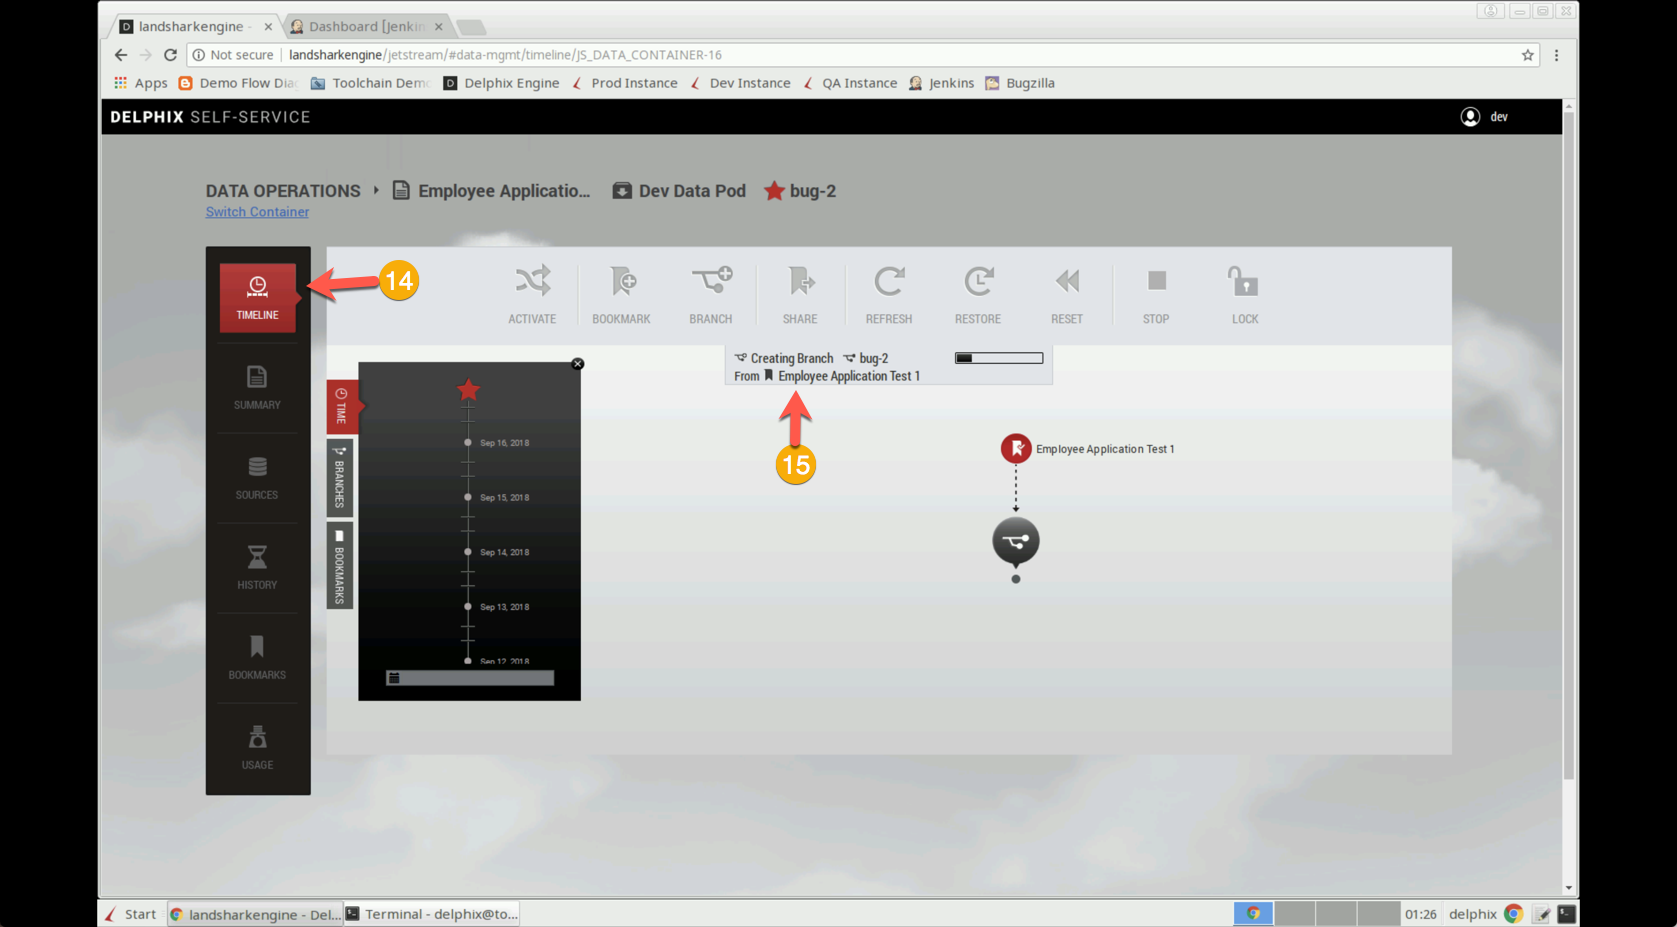 landsharkengine -
Dashboard [Jenkin
Not secure | landsharkengine/jetstream/#data-mgmt/timeline/JS_DATA_CONTAINER-16
Apps Demo Flow Dia Toolchain Demo Delphix Engine Prod Instance Dev Instance QA Instance Jenkins Bugzilla
DELPHIX SELF-SERVICE
dev
DATA OPERATIONS Employee Applicatio... Dev Data Pod bug-2
Switch Container
TIMELINE
14
SUMMARY
SOURCES
HISTORY
BOOKMARKS
USAGE
ACTIVATE BOOKMARK BRANCH SHARE REFRESH RESTORE RESET STOP LOCK
Creating Branch bug-2
From Employee Application Test 1
15
TIME
BRANCHES
BOOKMARKS
Sep 16, 2018
Sep 15, 2018
Sep 14, 2018
Sep 13, 2018
Sep 12, 2018
Employee Application Test 1
Start
landsharkengine - Del...
Terminal - delphix@to...
01:26
delphix